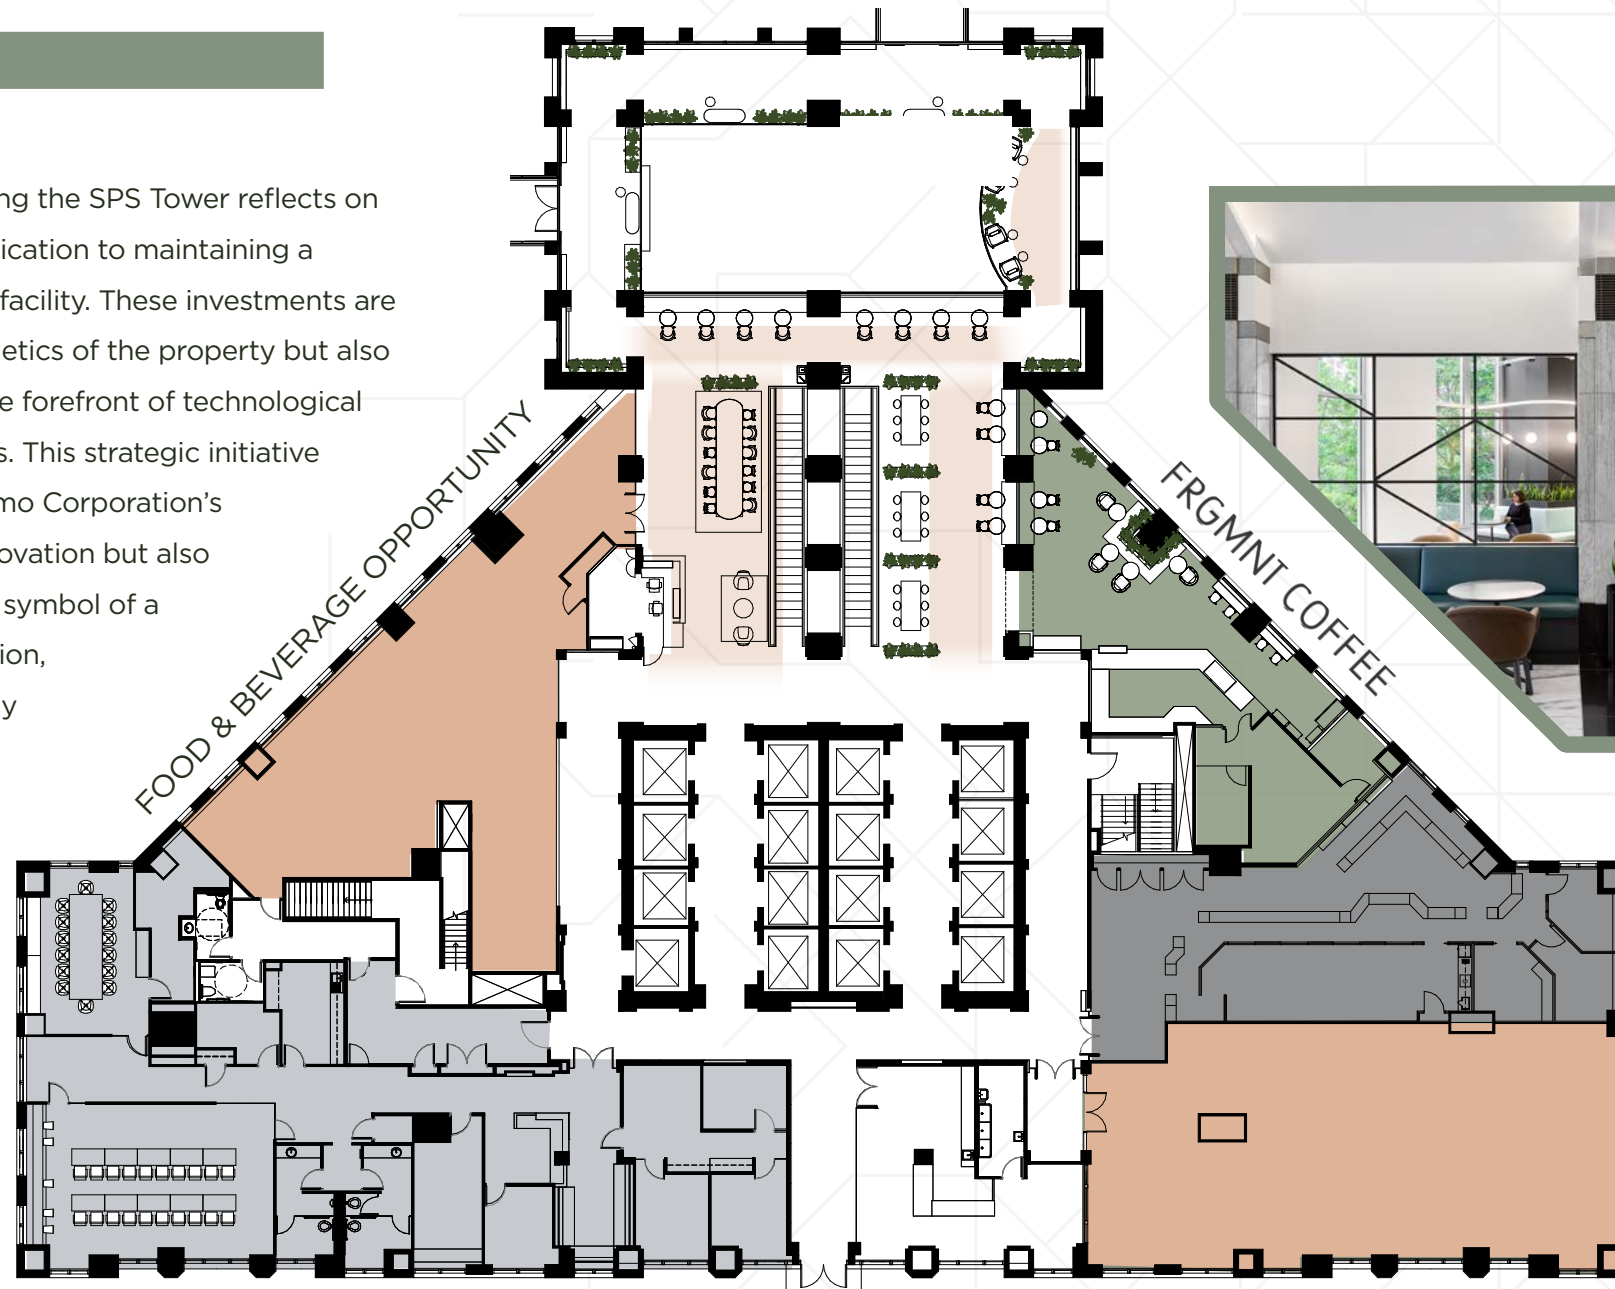 ng the SPS Tower reflects on
ication to maintaining a
facility. These investments are
etics of the property but also
e forefront of technological
s. This strategic initiative
mo Corporation’s
ovation but also
symbol of a
ion,
y
FOOD & BEVERAGE OPPORTUNITY
FRGMNT COFFEE